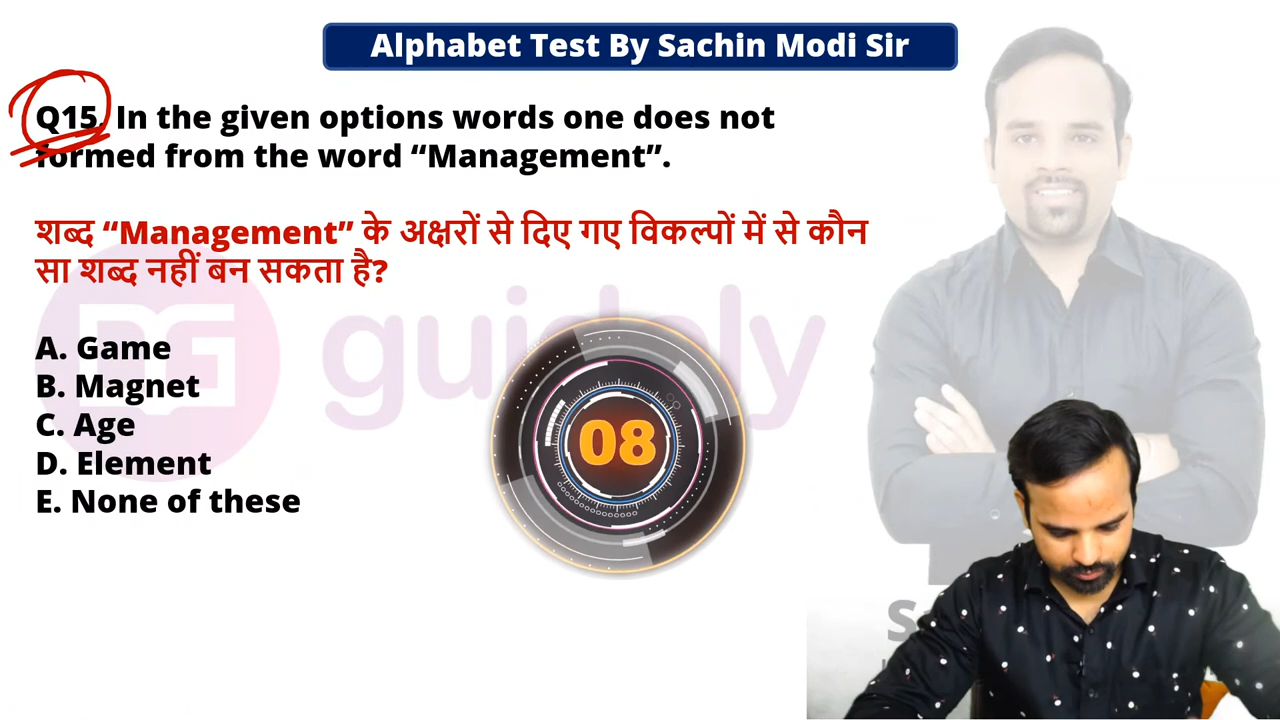 Alphabet Test By Sachin Modi Sir
Q15. In the given options words one does not
formed from the word “Management”.
शब्द “Management” के अक्षरों से दिए गए विकल्पों में से कौन
सा शब्द नहीं बन सकता है?
guidely
A. Game
B. Magnet
C. Age
D. Element
E. None of these
08